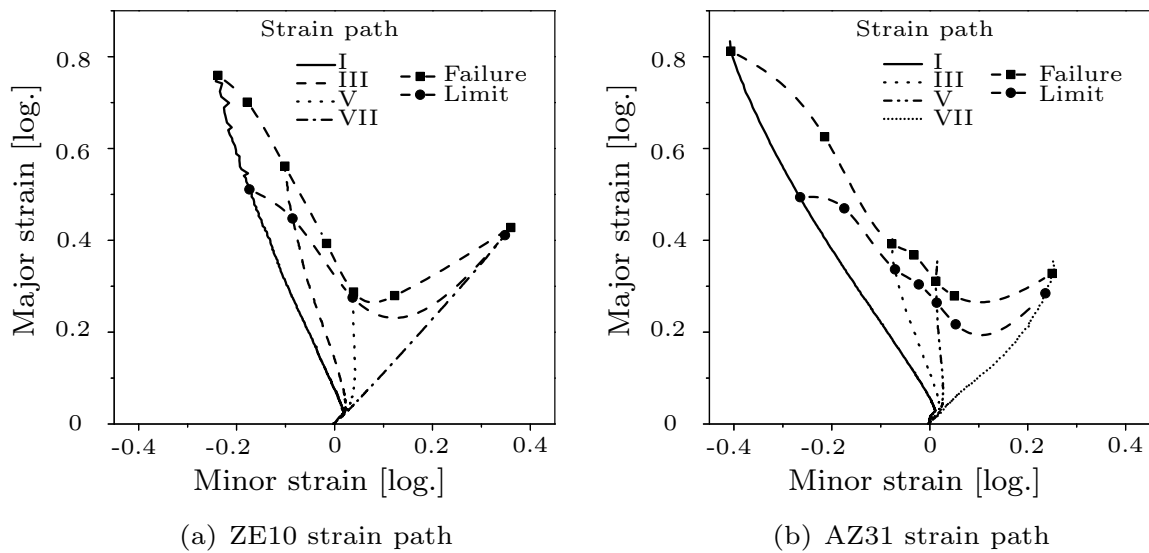 Strain path
I
III
V
VII
Failure
Limit
0.8
0.6
0.4
0.2
0
-0.4
-0.2
0
0.2
0.4
Major strain [log.]
Minor strain [log.]
(a) ZE10 strain path
Strain path
I
III
V
VII
Failure
Limit
0.8
0.6
0.4
0.2
0
-0.4
-0.2
0
0.2
0.4
Major strain [log.]
Minor strain [log.]
(b) AZ31 strain path